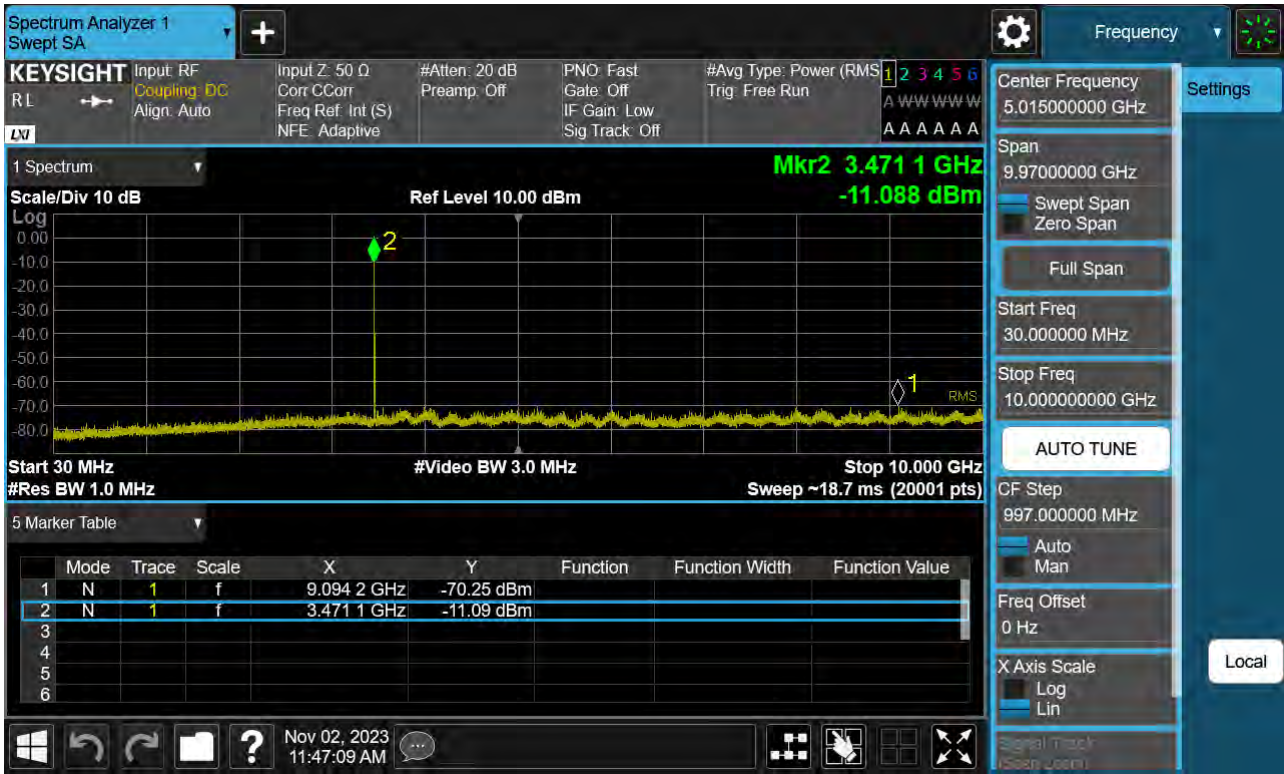 Spectrum Analyzer 1
Swept SA
+
Frequency
KEYSIGHT Input: RF Input Z: 50 Ω #Atten: 20 dB PNO: Fast #Avg Type: Power (RMS 1 2 3 4 5 6
RL Coupling: DC Corr CCorr Preamp: Off Gate: Off Trig: Free Run A W W W W W
Align: Auto Freq Ref: Int (S) IF Gain: Low
LXI NFE: Adaptive Sig Track: Off A A A A A A
1 Spectrum
Mkr2 3.471 1 GHz
Scale/Div 10 dB Ref Level 10.00 dBm -11.088 dBm
Log
0.00
-10.0
-20.0
-30.0
-40.0
-50.0
-60.0
-70.0
-80.0
2
1
RMS
Start 30 MHz #Video BW 3.0 MHz Stop 10.000 GHz
#Res BW 1.0 MHz Sweep ~18.7 ms (20001 pts)
5 Marker Table
Mode Trace Scale X Y Function Function Width Function Value
1 N 1 f 9.094 2 GHz -70.25 dBm
2 N 1 f 3.471 1 GHz -11.09 dBm
3
4
5
6
Nov 02, 2023
11:47:09 AM
?
Center Frequency
5.015000000 GHz
Settings
Span
9.97000000 GHz
Swept Span
Zero Span
Full Span
Start Freq
30.000000 MHz
Stop Freq
10.000000000 GHz
AUTO TUNE
CF Step
997.000000 MHz
Auto
Man
Freq Offset
0 Hz
X Axis Scale
Log
Lin
Local
Signal Track
(Span Zoom)